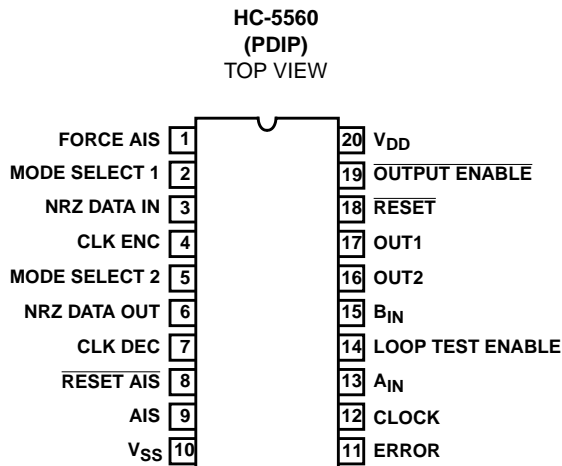 HC-5560
(PDIP)
TOP VIEW
FORCE AIS 1 20 VDD
MODE SELECT 1 2 19 OUTPUT ENABLE
NRZ DATA IN 3 18 RESET
CLK ENC 4 17 OUT1
MODE SELECT 2 5 16 OUT2
NRZ DATA OUT 6 15 BIN
CLK DEC 7 14 LOOP TEST ENABLE
RESET AIS 8 13 AIN
AIS 9 12 CLOCK
VSS 10 11 ERROR